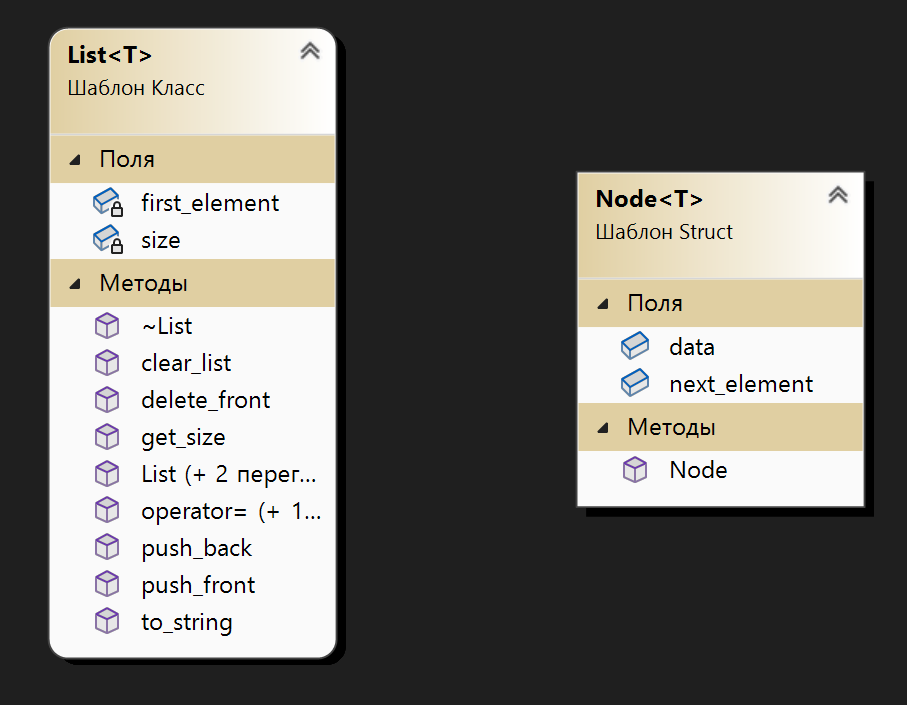 List<T>
Шаблон Класс
Поля
first_element
size
Методы
~List
clear_list
delete_front
get_size
List (+ 2 перег...
operator= (+ 1...
push_back
push_front
to_string
Node<T>
Шаблон Struct
Поля
data
next_element
Методы
Node